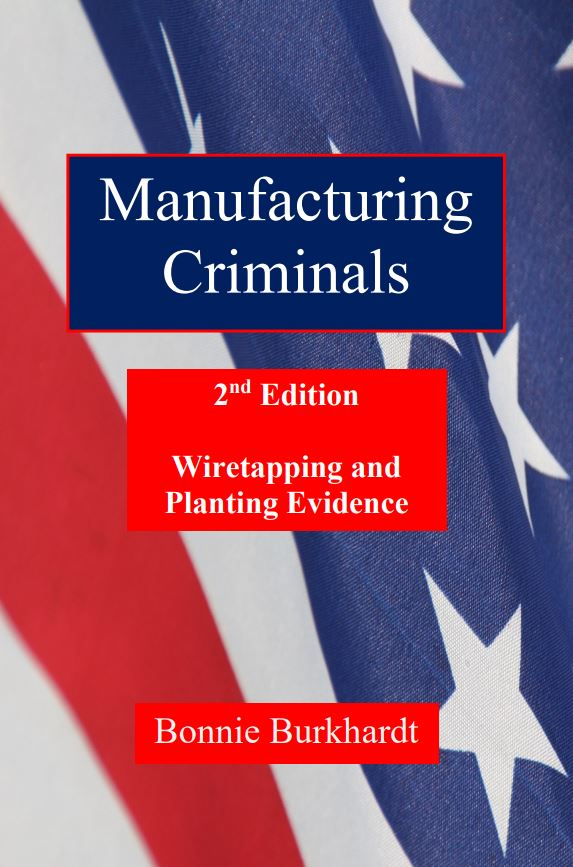 Manufacturing
Criminals
2nd Edition
Wiretapping and
Planting Evidence
Bonnie Burkhardt